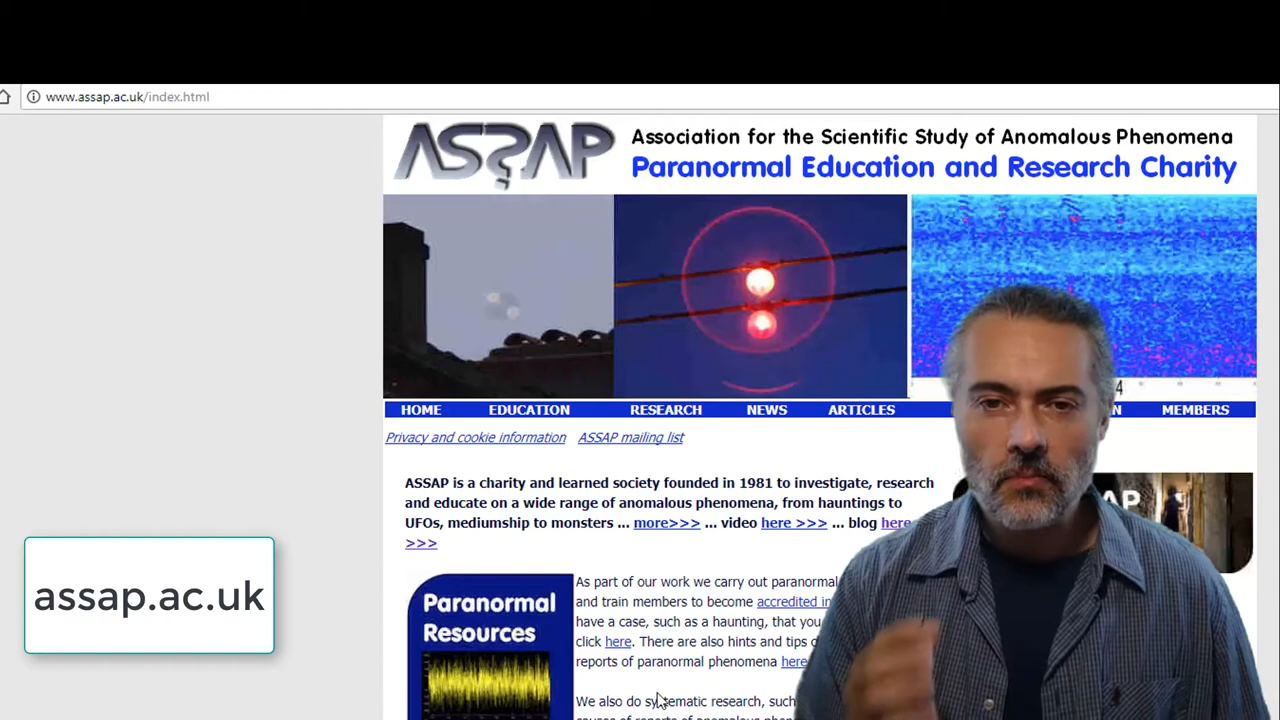 www.assap.ac.uk/index.html
ASSAP
Association for the Scientific Study of Anomalous Phenomena
Paranormal Education and Research Charity
4
HOME EDUCATION RESEARCH NEWS ARTICLES N MEMBERS
Privacy and cookie information ASSAP mailing list
ASSAP is a charity and learned society founded in 1981 to investigate, research
and educate on a wide range of anomalous phenomena, from hauntings to
UFOs, mediumship to monsters ... more>>> ... video here >>> ... blog here
>>>
AP
As part of our work we carry out paranormal
and train members to become accredited in
have a case, such as a haunting, that you
click here. There are also hints and tips
reports of paranormal phenomena here
We also do systematic research, such
Paranormal
Resources
assap.ac.uk